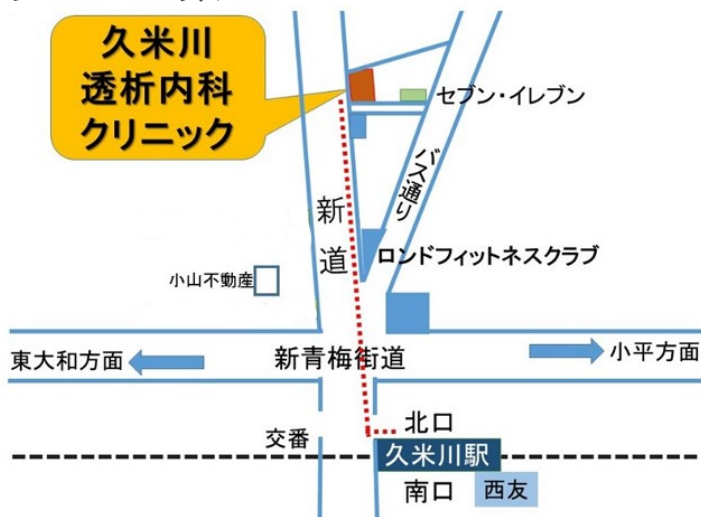 久米川
透析内科
クリニック
セブン・イレブン
バス通り
新道
ロンドフィットネスクラブ
小山不動産
東大和方面
新青梅街道
小平方面
交番
北口
久米川駅
南口
西友